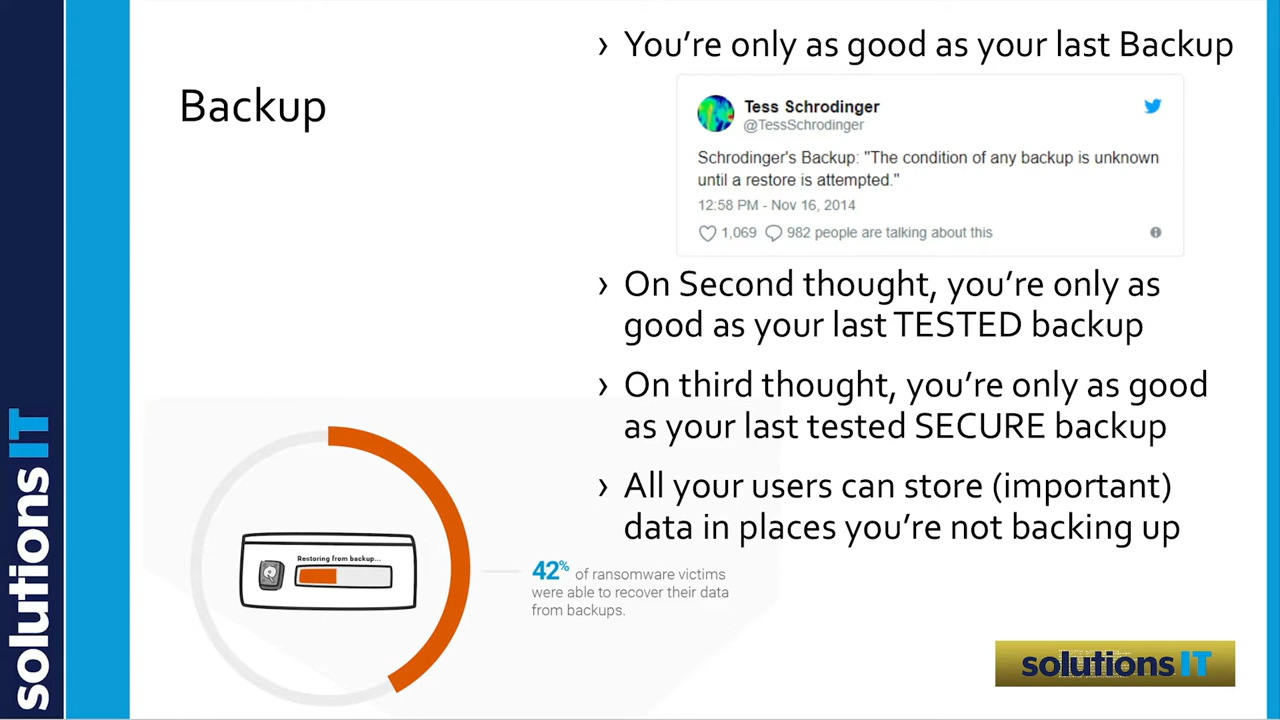 Backup
› You're only as good as your last Backup
Tess Schrodinger
@TessSchrodinger
Schrodinger's Backup: "The condition of any backup is unknown
until a restore is attempted."
12:58 PM - Nov 16, 2014
1,069 982 people are talking about this
› On Second thought, you're only as
good as your last TESTED backup
› On third thought, you're only as good
as your last tested SECURE backup
› All your users can store (important)
data in places you're not backing up
Restoring from backup...
42% of ransomware victims
were able to recover their data
from backups.
solutions IT
solutions IT